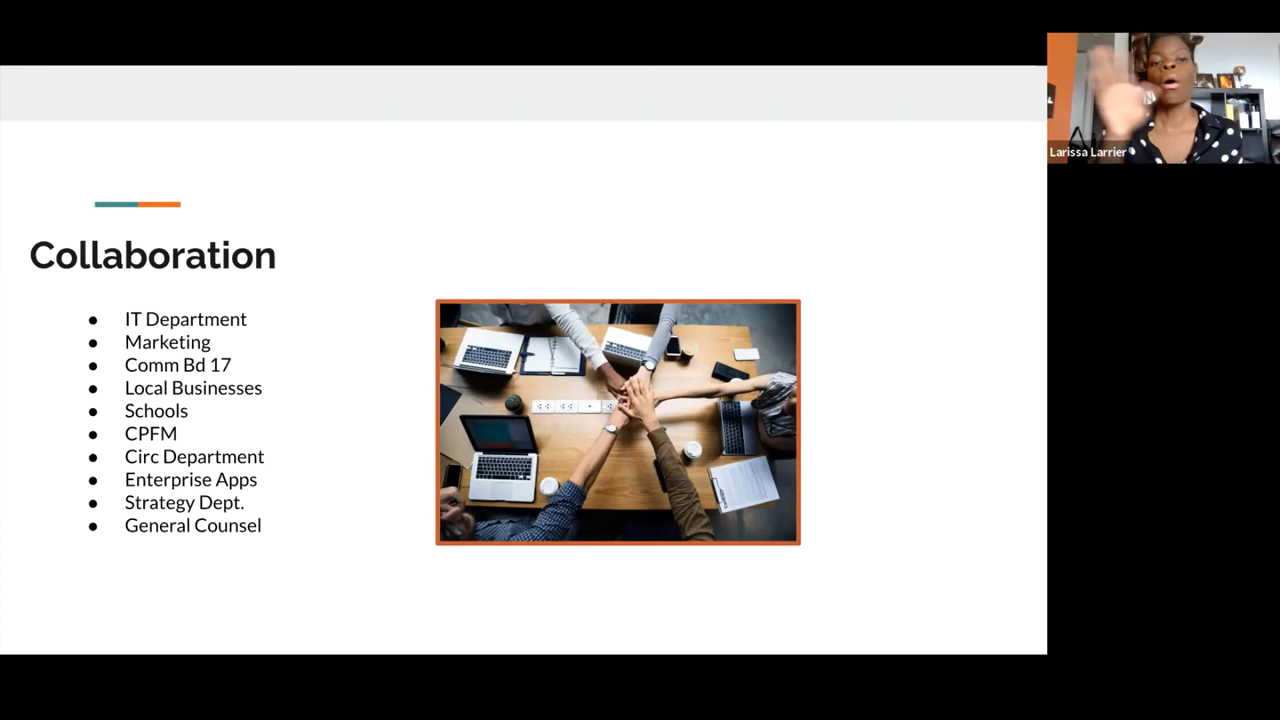 Larissa Larrier
Collaboration
● IT Department
● Marketing
● Comm Bd 17
● Local Businesses
● Schools
● CPFM
● Circ Department
● Enterprise Apps
● Strategy Dept.
● General Counsel